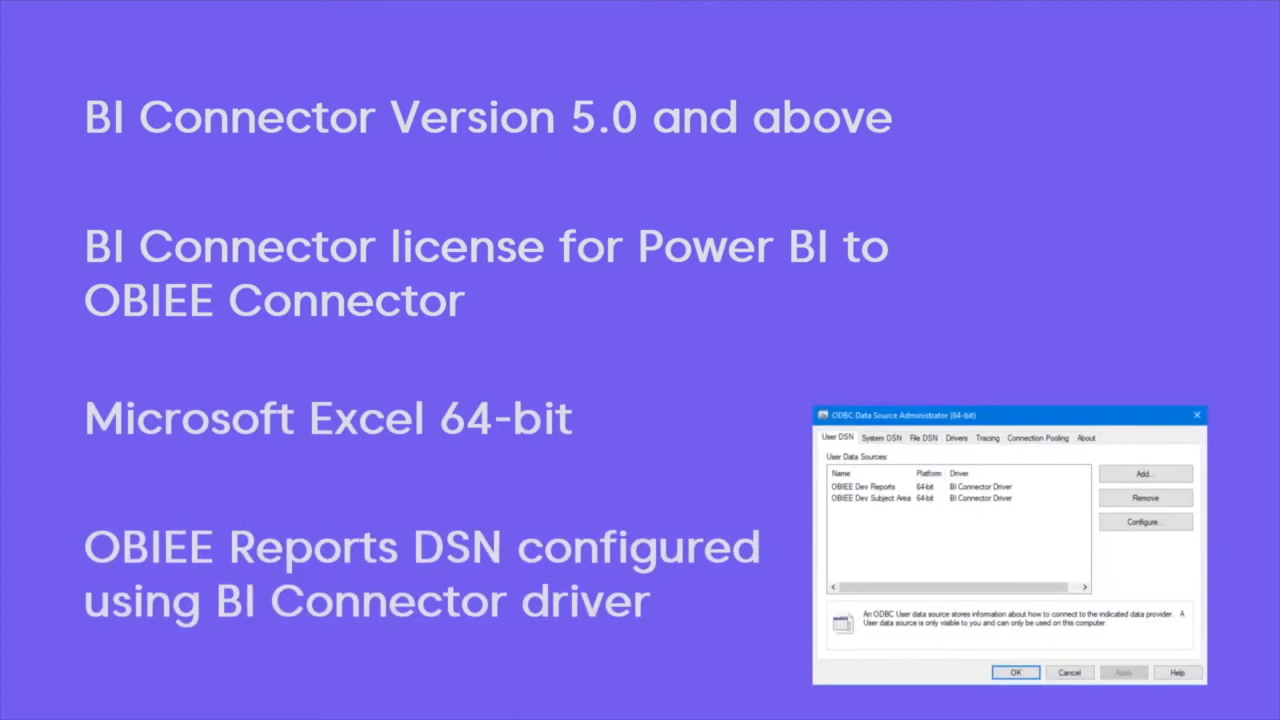 BI Connector Version 5.0 and above
BI Connector license for Power BI to
OBIEE Connector
Microsoft Excel 64-bit
OBIEE Reports DSN configured
using BI Connector driver
ODBC Data Source Administrator (64-bit)
User DSN System DSN File DSN Drivers Tracing Connection Pooling About
User Data Sources:
Name Platform Driver
OBIEE Dev Reports 64-bit BI Connector Driver
OBIEE Dev Subject Area 64-bit BI Connector Driver
Add...
Remove
Configure...
An ODBC User data source stores information about how to connect to the indicated data provider. A
User data source is only visible to you and can only be used on this computer.
OK Cancel Apply Help